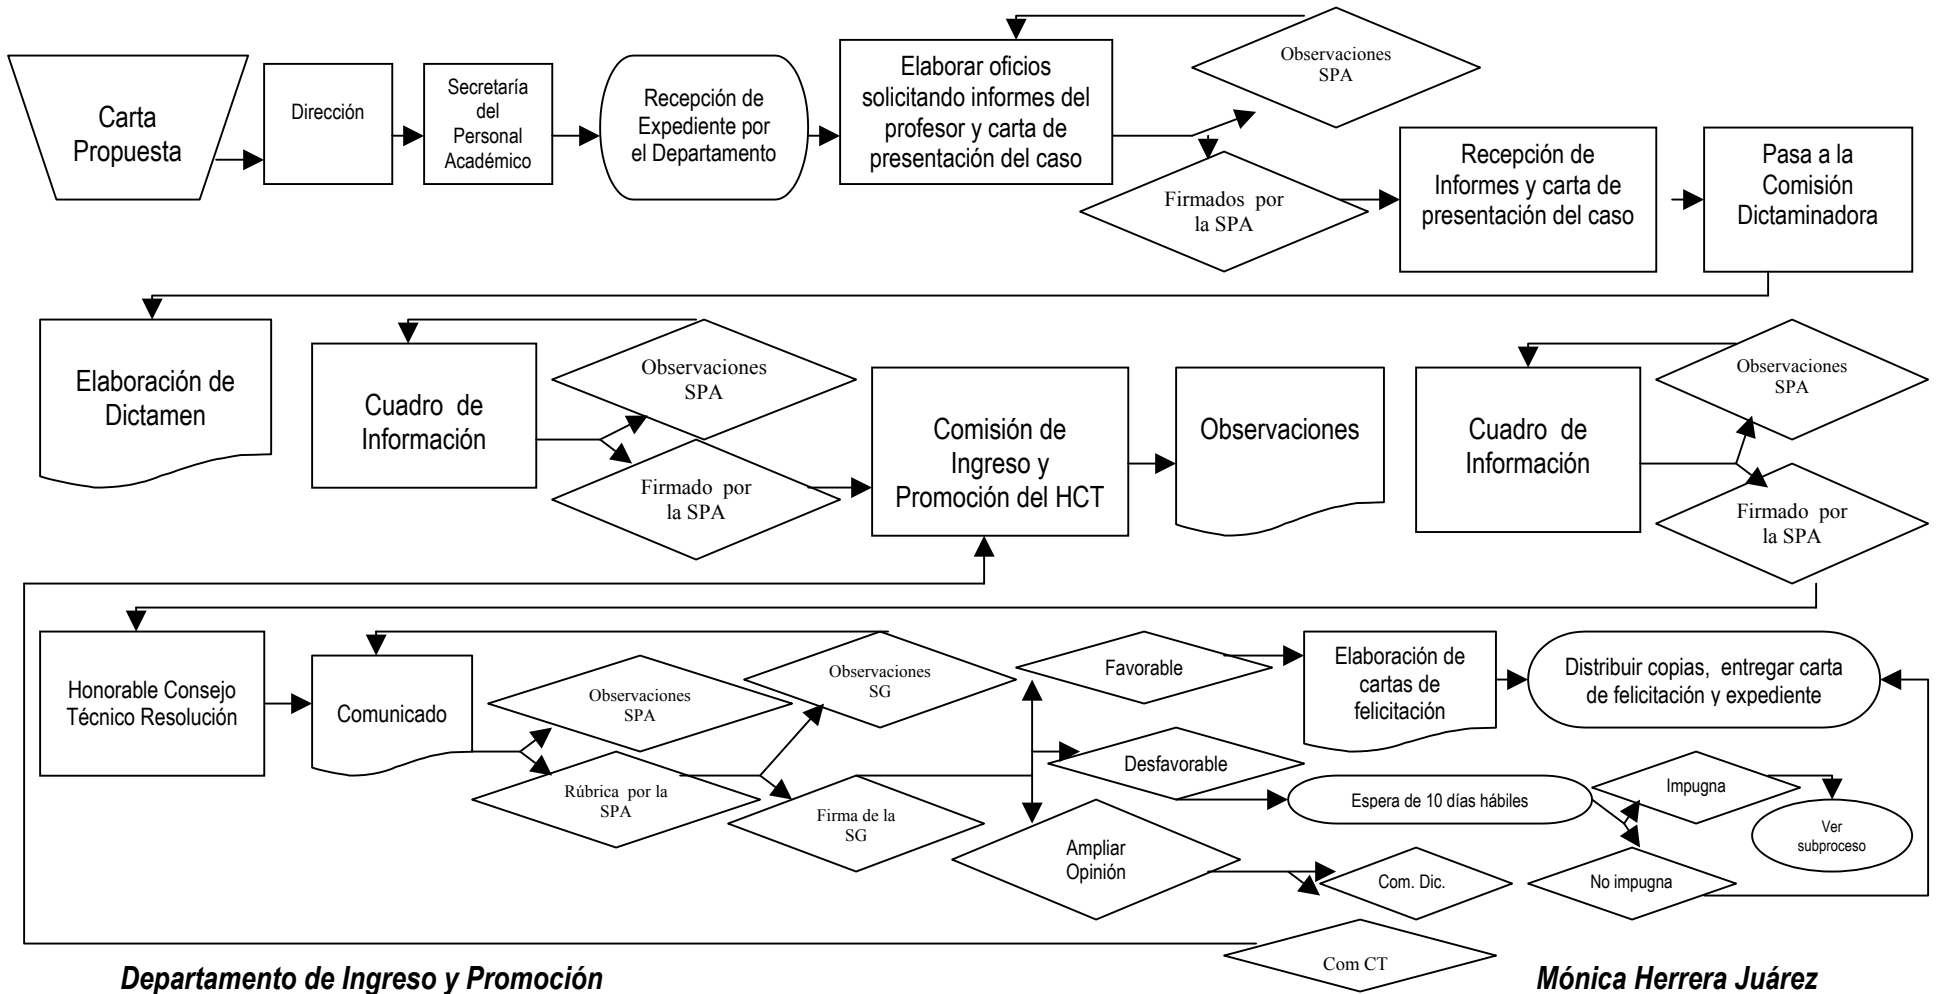 Carta
Propuesta
Dirección
Secretaría
del
Personal
Académico
Recepción de
Expediente por
el Departamento
Elaborar oficios
solicitando informes del
profesor y carta de
presentación del caso
Observaciones
SPA
Firmados por
la SPA
Recepción de
Informes y carta de
presentación del caso
Pasa a la
Comisión
Dictaminadora
Elaboración de
Dictamen
Cuadro de
Información
Observaciones
SPA
Firmado por
la SPA
Comisión de
Ingreso y
Promoción del HCT
Observaciones
Cuadro de
Información
Observaciones
SPA
Firmado por
la SPA
Honorable Consejo
Técnico Resolución
Comunicado
Observaciones
SPA
Rúbrica por la
SPA
Observaciones
SG
Firma de la
SG
Favorable
Elaboración de
cartas de
felicitación
Distribuir copias, entregar carta
de felicitación y expediente
Desfavorable
Espera de 10 días hábiles
Impugna
Ver
subproceso
No impugna
Ampliar
Opinión
Com. Dic.
Com CT
Departamento de Ingreso y Promoción
Mónica Herrera Juárez